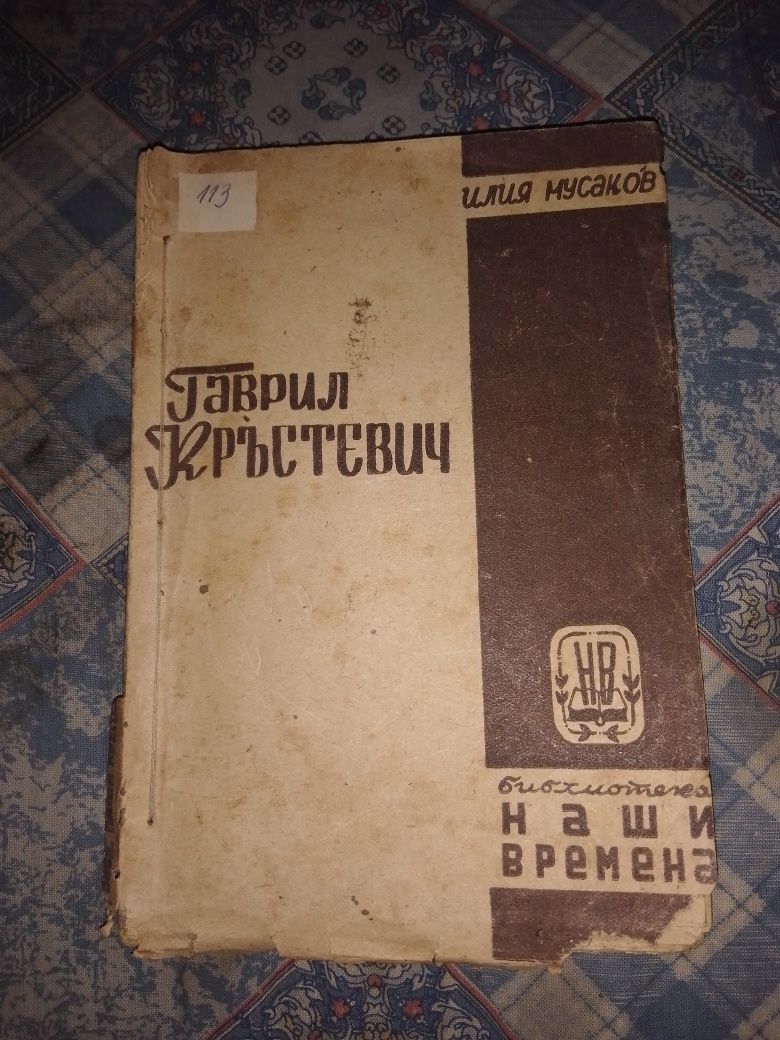 113
илия мусаков
Гаврил
Кръстевич
НВ
библиотека
наши
времена